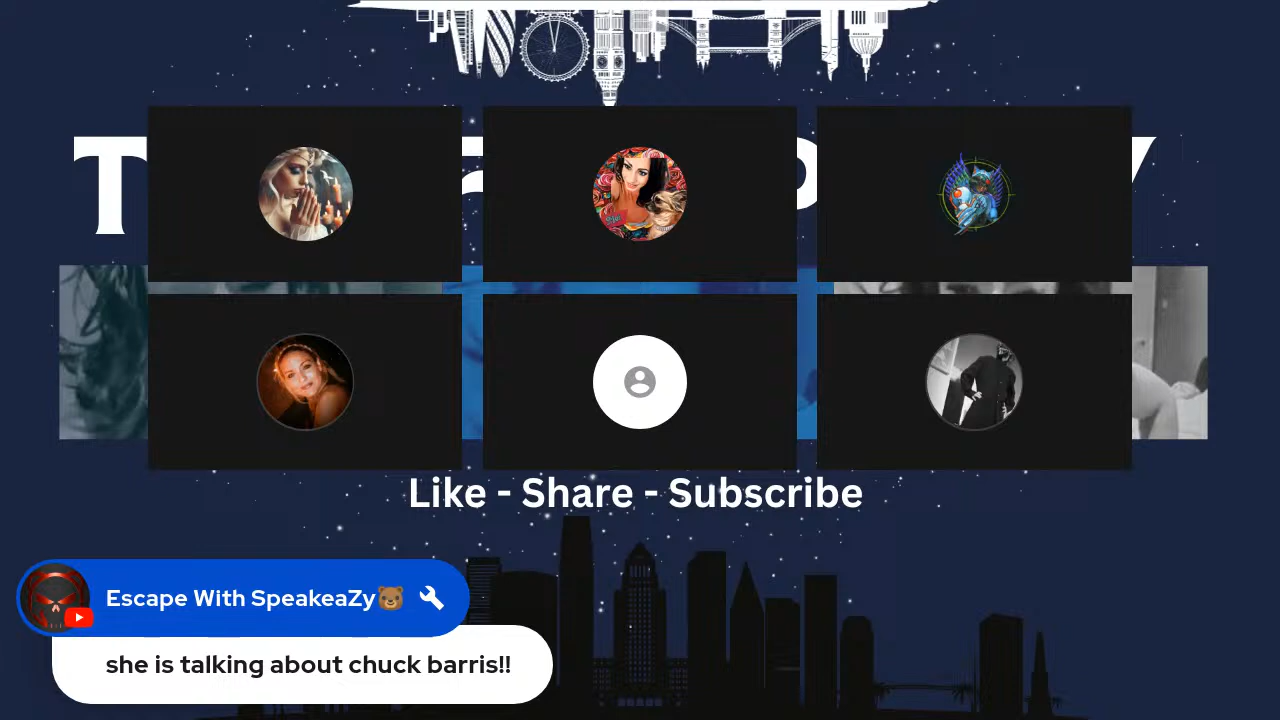 Like - Share - Subscribe
Escape With SpeakeaZy🐻
she is talking about chuck barris!!